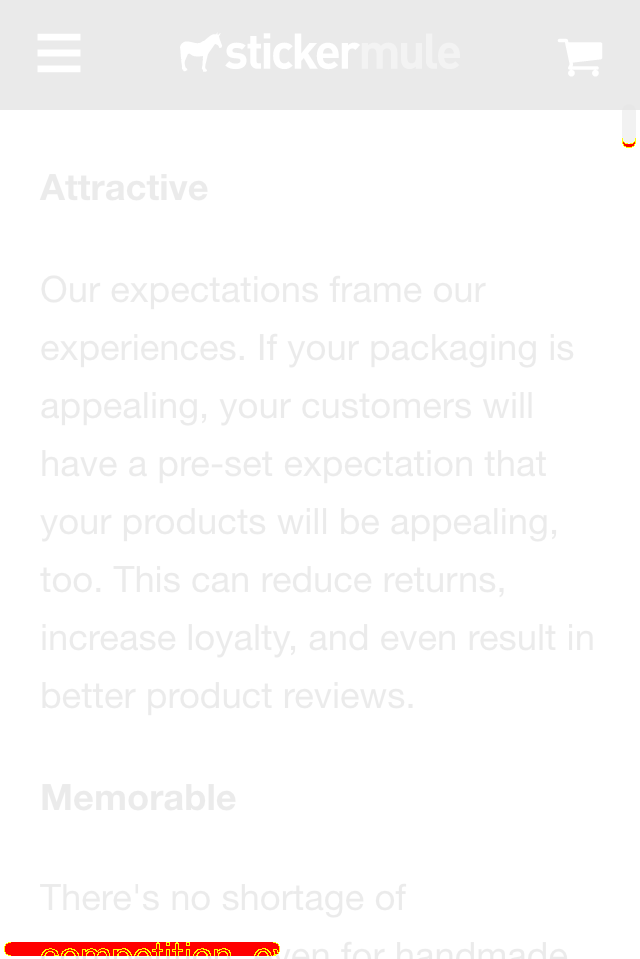 stickermule
Attractive
Our expectations frame our
experiences. If your packaging is
appealing, your customers will
have a pre-set expectation that
your products will be appealing,
too. This can reduce returns,
increase loyalty, and even result in
better product reviews.
Memorable
There's no shortage of
competition, even for handmade